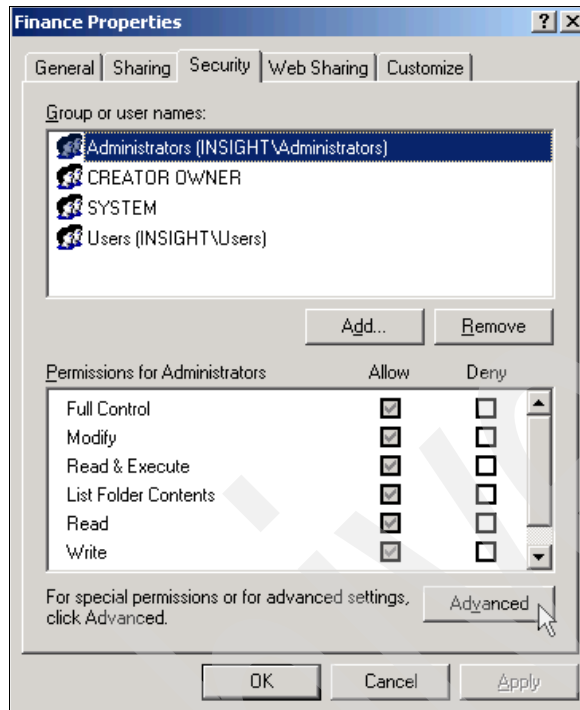 Finance Properties
General Sharing Security Web Sharing Customize
Group or user names:
Administrators (INSIGHT\Administrators)
CREATOR OWNER
SYSTEM
Users (INSIGHT\Users)
Add... Remove
Permissions for Administrators Allow Deny
Full Control
Modify
Read & Execute
List Folder Contents
Read
Write
For special permissions or for advanced settings, Advanced
click Advanced.
OK Cancel Apply